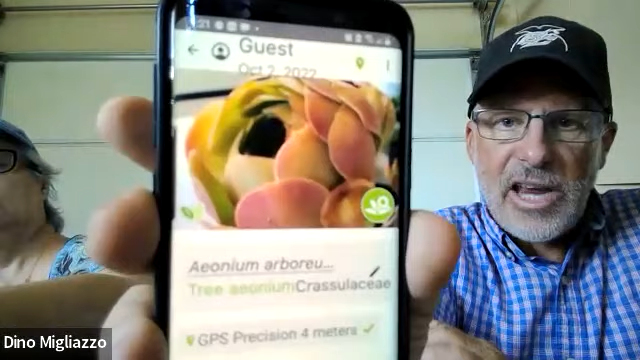 Guest
Oct 2, 2022
Aeonium arboreu...
Tree aeonium Crassulaceae
GPS Precision 4 meters
Dino Migliazzo